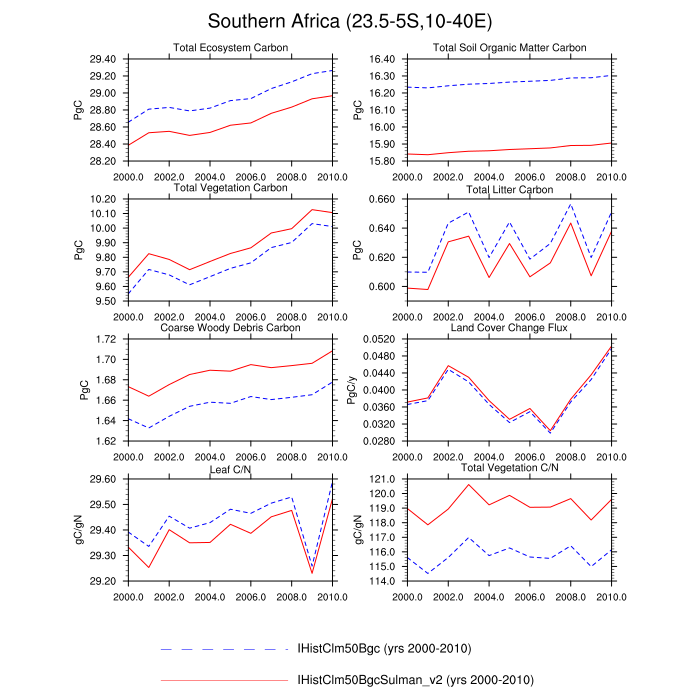 Southern Africa (23.5-5S,10-40E)
Total Ecosystem Carbon
PgC
29.40
29.20
29.00
28.80
28.60
28.40
28.20
2000.0 2002.0 2004.0 2006.0 2008.0 2010.0
Total Soil Organic Matter Carbon
PgC
16.40
16.30
16.20
16.10
16.00
15.90
15.80
2000.0 2002.0 2004.0 2006.0 2008.0 2010.0
Total Vegetation Carbon
PgC
10.20
10.10
10.00
9.90
9.80
9.70
9.60
9.50
2000.0 2002.0 2004.0 2006.0 2008.0 2010.0
Total Litter Carbon
PgC
0.660
0.640
0.620
0.600
2000.0 2002.0 2004.0 2006.0 2008.0 2010.0
Coarse Woody Debris Carbon
PgC
1.72
1.70
1.68
1.66
1.64
1.62
2000.0 2002.0 2004.0 2006.0 2008.0 2010.0
Land Cover Change Flux
PgC/y
0.0520
0.0480
0.0440
0.0400
0.0360
0.0320
0.0280
2000.0 2002.0 2004.0 2006.0 2008.0 2010.0
Leaf C/N
gC/gN
29.60
29.50
29.40
29.30
29.20
2000.0 2002.0 2004.0 2006.0 2008.0 2010.0
Total Vegetation C/N
gC/gN
121.0
120.0
119.0
118.0
117.0
116.0
115.0
114.0
2000.0 2002.0 2004.0 2006.0 2008.0 2010.0
IHistClm50Bgc (yrs 2000-2010)
IHistClm50BgcSulman_v2 (yrs 2000-2010)